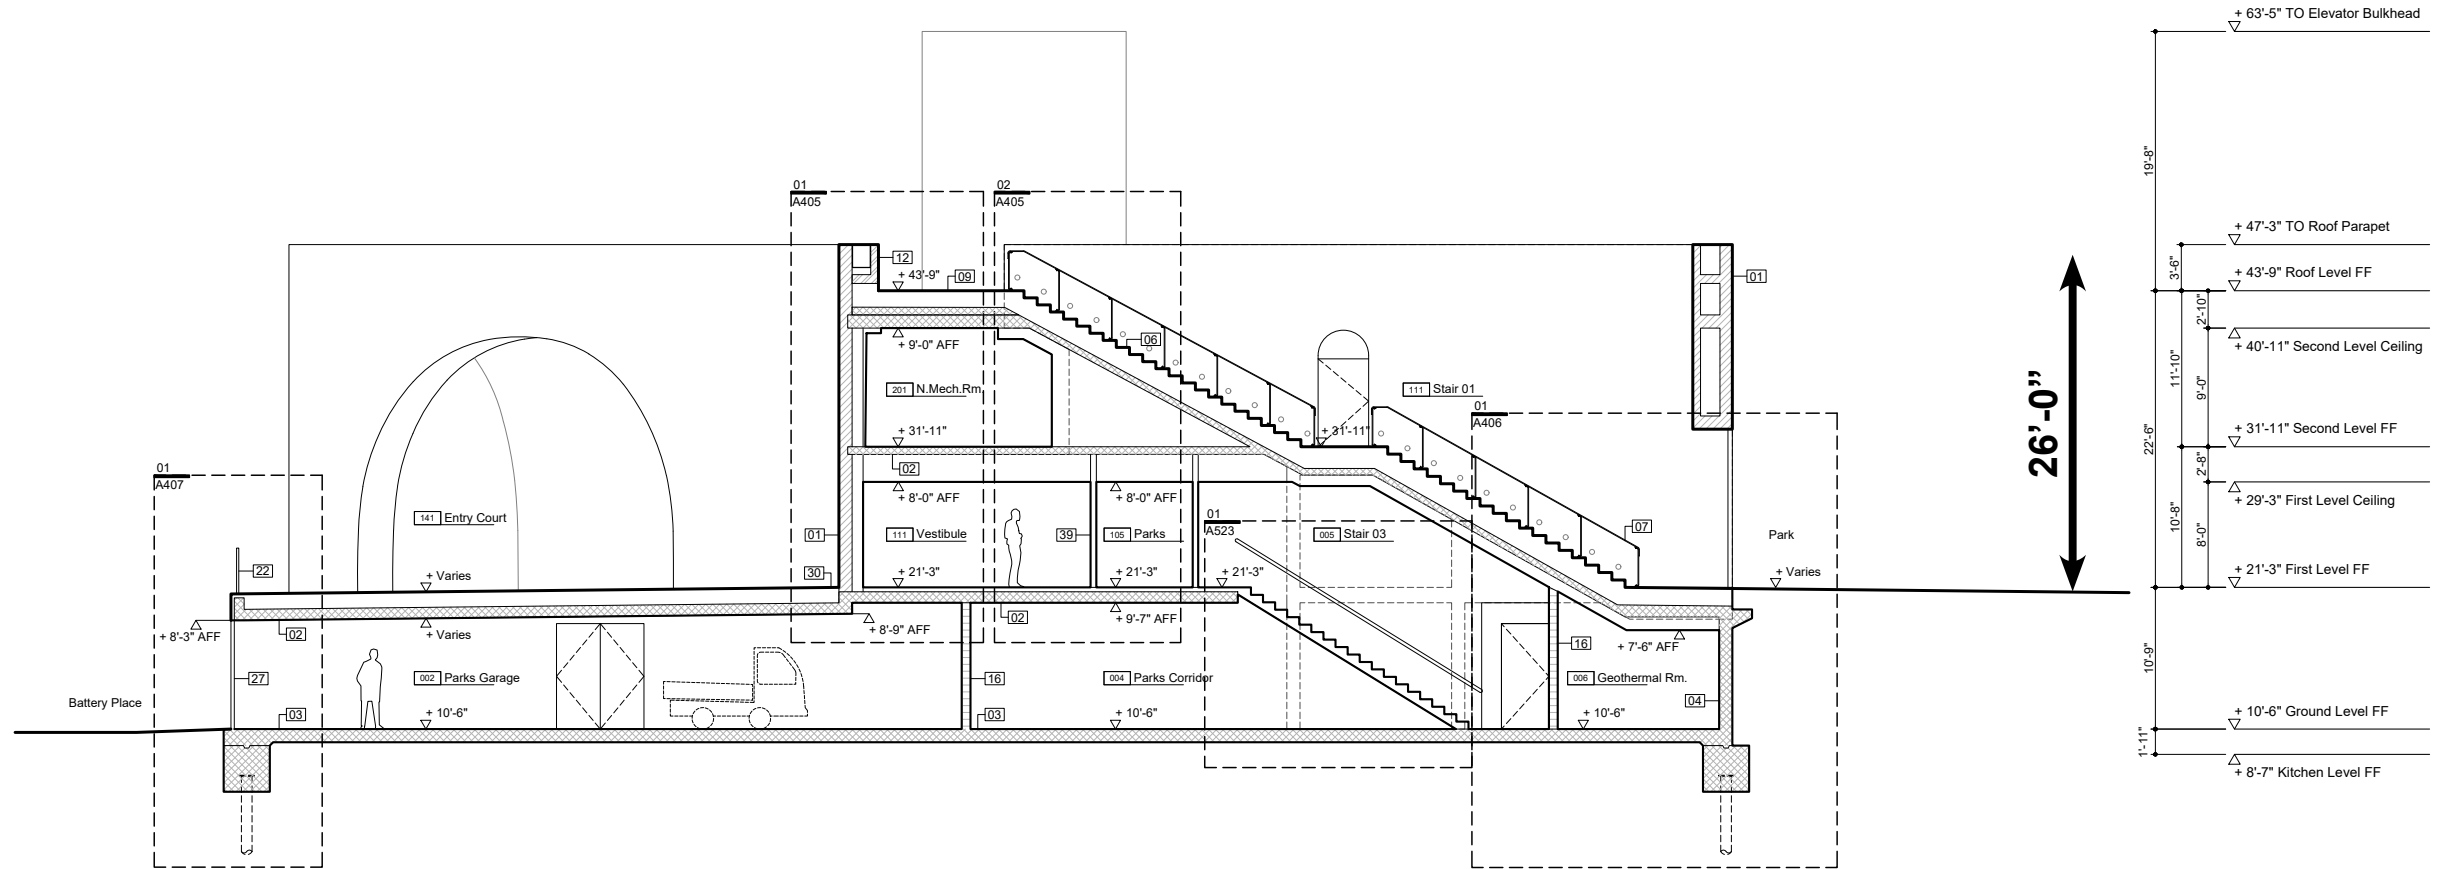 + 63'-5" TO Elevator Bulkhead
19'-8"
01
A405
02
A405
+ 47'-3" TO Roof Parapet
12
+ 43'-9"
09
01
3'-6"
+ 43'-9" Roof Level FF
2'-10"
+ 9'-0" AFF
06
+ 40'-11" Second Level Ceiling
201 N.Mech.Rm.
111 Stair 01
11'-10"
9'-0"
01
A406
26’-0”
+ 31'-11"
+ 31'-11"
22'-6"
+ 31'-11" Second Level FF
01
A407
02
2'-8"
+ 8'-0" AFF
+ 8'-0" AFF
+ 29'-3" First Level Ceiling
141 Entry Court
01
A523
10'-8"
8'-0"
01
111 Vestibule
39
105 Parks
005 Stair 03
07
Park
22
+ Varies
30
+ 21'-3"
+ 21'-3"
+ 21'-3"
+ Varies
+ 21'-3" First Level FF
+ 8'-3" AFF
02
+ Varies
+ 8'-9" AFF
02
+ 9'-7" AFF
16
+ 7'-6" AFF
10'-9"
Battery Place
27
002 Parks Garage
16
004 Parks Corridor
006 Geothermal Rm.
04
03
+ 10'-6"
03
+ 10'-6"
+ 10'-6"
+ 10'-6" Ground Level FF
1'-11"
+ 8'-7" Kitchen Level FF